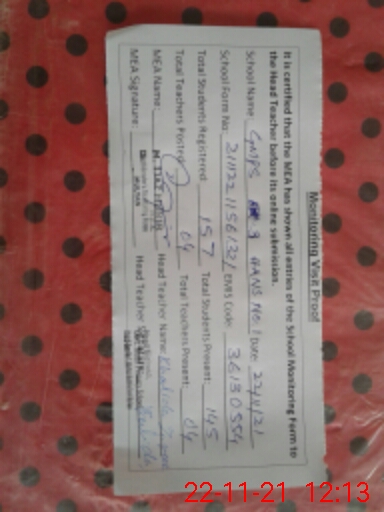 Monitoring Visit Proof
It is certified that the MEA has shown all entries of the School Monitoring Form to
the Head Teacher before its online submission.
School Name GMPS 9 No: 1 Date: 22/11/21
School Form No: EMIS Code: 36130554
Total Students Registered: 157 Total Students Present: 145
Total Teachers Posted: 04 Total Teachers Present: 04
MEA Name: Head Teacher Name: Khalida
MEA Signature: Head Teacher
22-11-21 12:13